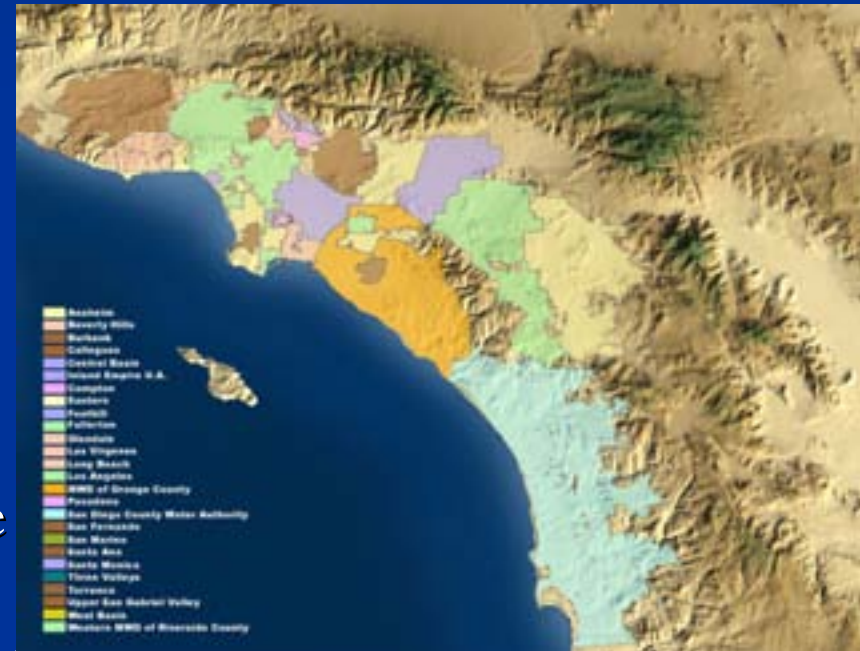 Anaheim
Beverly Hills
Burbank
Calleguas
Central Basin
Inland Empire U.A.
Compton
Eastern
Foothill
Fullerton
Glendale
Las Virgenes
Long Beach
Los Angeles
MWD of Orange County
Pasadena
San Diego County Water Authority
San Fernando
San Marino
Santa Ana
Santa Monica
Three Valleys
Torrance
Upper San Gabriel Valley
West Basin
Western MWD of Riverside County